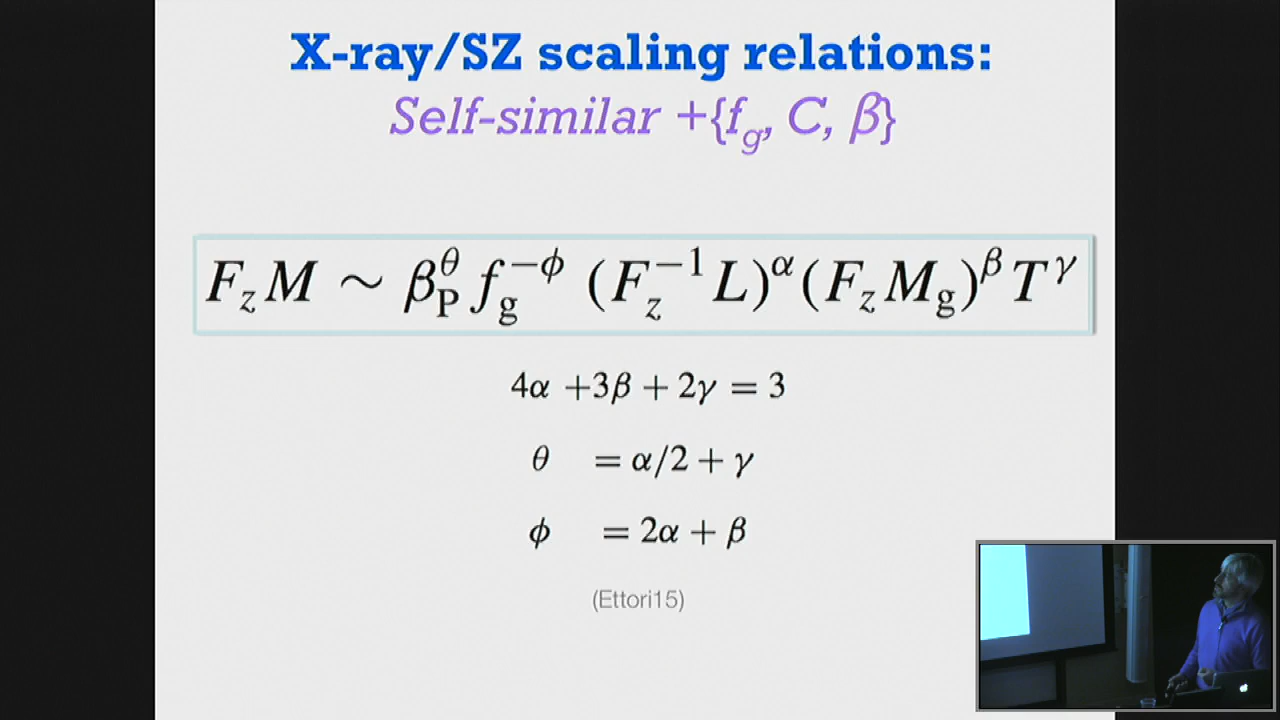 X-ray/SZ scaling relations:
Self-similar +{f_g, C, β}
F_z M ∼ β_P^θ f_g^{−ϕ} (F_z^{−1} L)^α (F_z M_g)^β T^γ
4α +3β + 2γ = 3
θ = α/2 + γ
ϕ = 2α + β
(Ettori15)